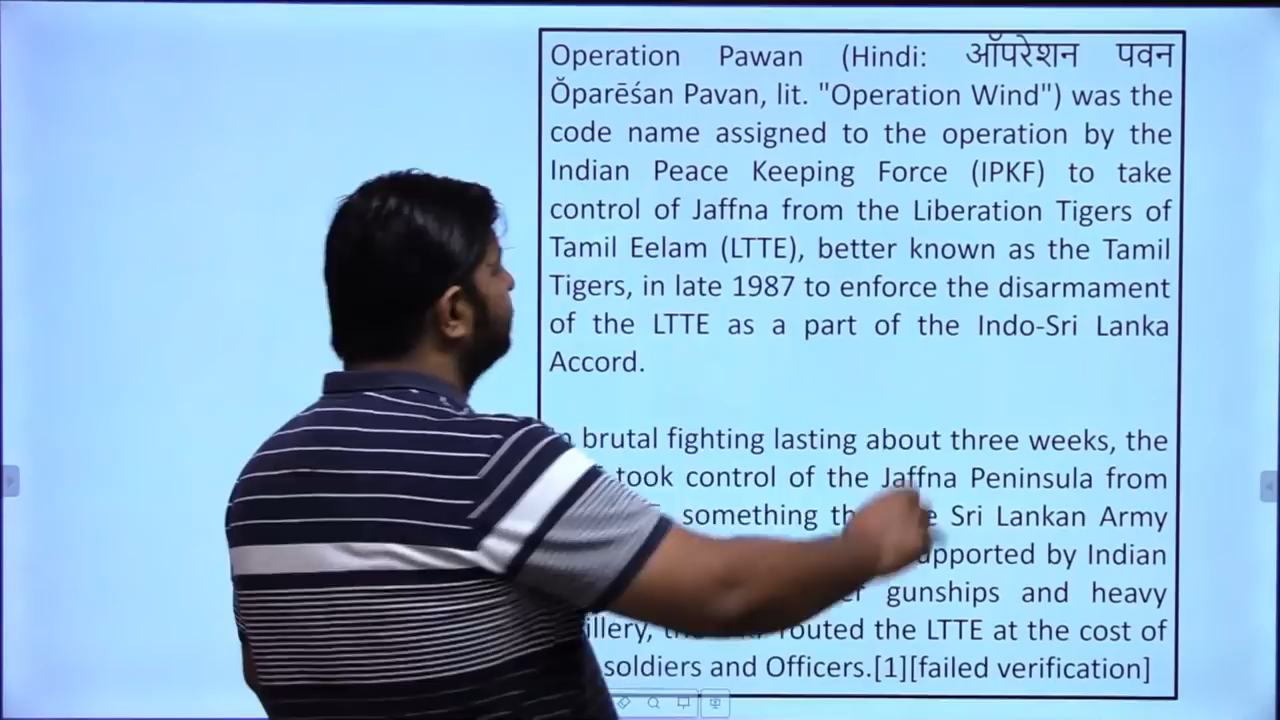 Operation Pawan (Hindi: ऑपरेशन पवन
Ŏparēśan Pavan, lit. "Operation Wind") was the
code name assigned to the operation by the
Indian Peace Keeping Force (IPKF) to take
control of Jaffna from the Liberation Tigers of
Tamil Eelam (LTTE), better known as the Tamil
Tigers, in late 1987 to enforce the disarmament
of the LTTE as a part of the Indo-Sri Lanka
Accord.
brutal fighting lasting about three weeks, the
took control of the Jaffna Peninsula from
something Sri Lankan Army
by Indian
gunships and heavy
routed the LTTE at the cost of
soldiers and Officers.[1][failed verification]